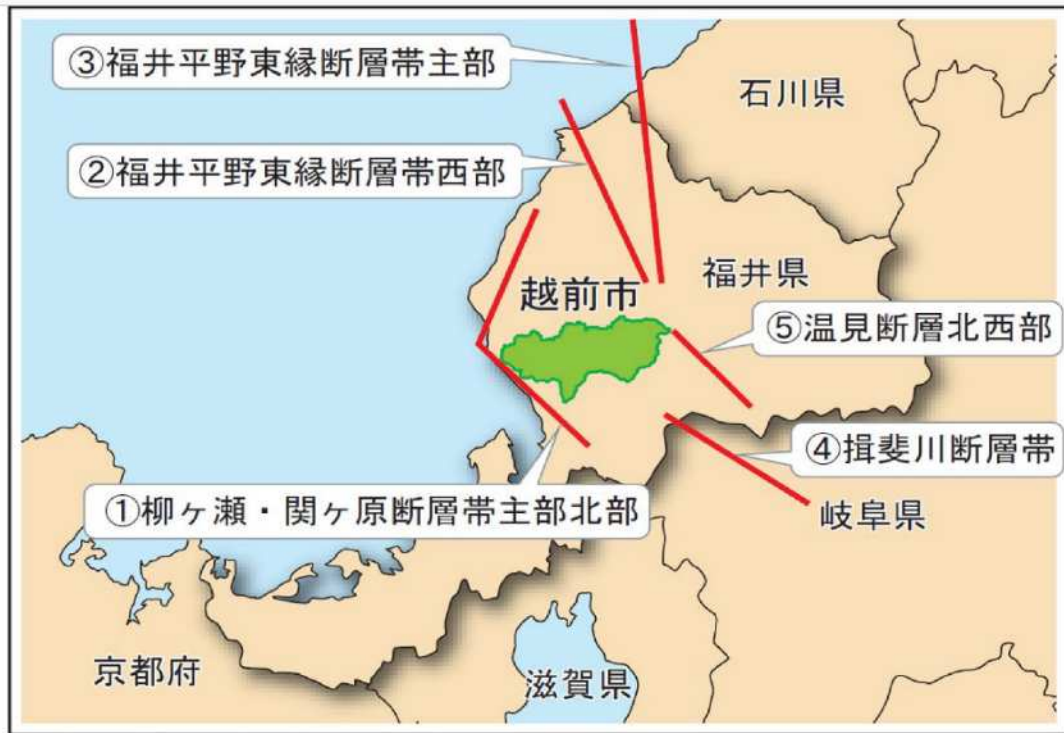 ③福井平野東縁断層帯主部
石川県
②福井平野東縁断層帯西部
福井県
越前市
⑤温見断層北西部
④揖斐川断層帯
①柳ヶ瀬・関ヶ原断層帯主部北部
岐阜県
京都府
滋賀県